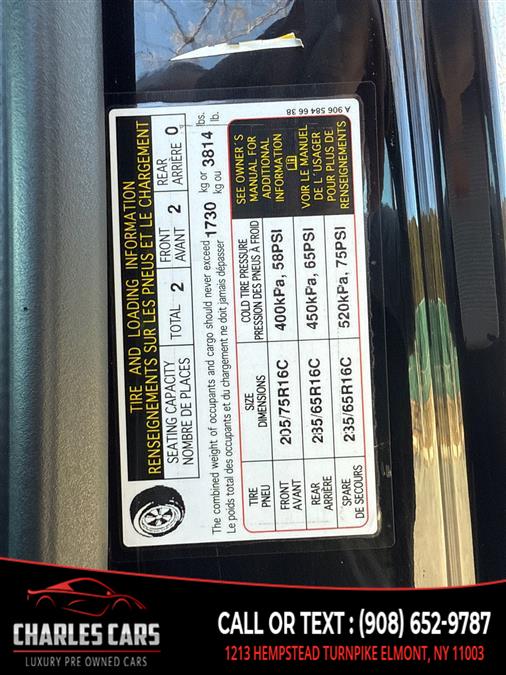 TIRE AND LOADING INFORMATION
RENSEIGNEMENTS SUR LES PNEUS ET LE CHARGEMENT
SEATING CAPACITY
NOMBRE DE PLACES
TOTAL 2
FRONT
AVANT 2
REAR
ARRIÈRE 0
The combined weight of occupants and cargo should never exceed
Le poids total des occupants et du chargement ne doit jamais dépasser
1730
kg or
kg ou
3814
lbs.
lb.
TIRE
PNEU
SIZE
DIMENSIONS
COLD TIRE PRESSURE
PRESSION DES PNEUS À FROID
FRONT
AVANT
205/75R16C
400kPa, 58PSI
REAR
ARRIÈRE
285/65R16C
450kPa, 65PSI
SPARE
DE SECOURS
285/65R16C
520kPa, 75PSI
SEE OWNER'S
MANUAL FOR
ADDITIONAL
INFORMATION
VOIR LE MANUEL
DE L'USAGER
POUR PLUS DE
RENSEIGNEMENTS
A 906 584 66 38
CHARLES CARS
LUXURY PRE OWNED CARS
CALL OR TEXT : (908) 652-9787
1213 HEMPSTEAD TURNPIKE ELMONT, NY 11003